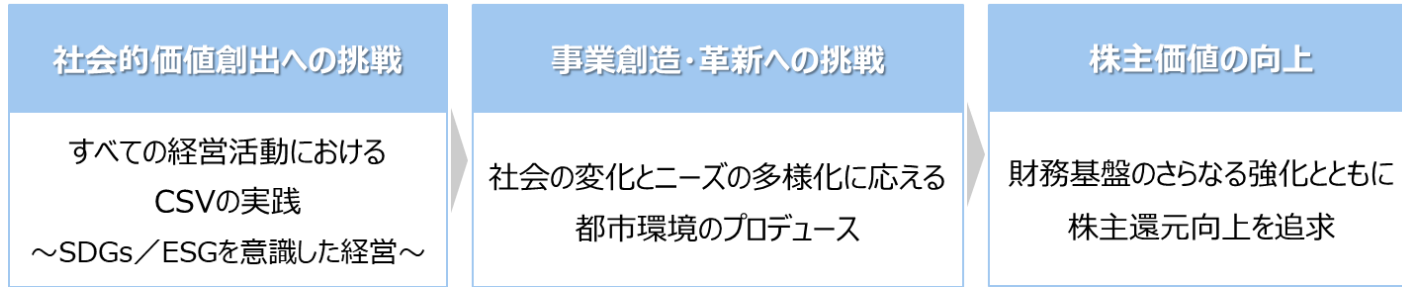 社会的価値創出への挑戦
すべての経営活動における
CSVの実践
～SDGs／ESGを意識した経営～
事業創造・革新への挑戦
社会の変化とニーズの多様化に応える
都市環境のプロデュース
株主価値の向上
財務基盤のさらなる強化とともに
株主還元向上を追求